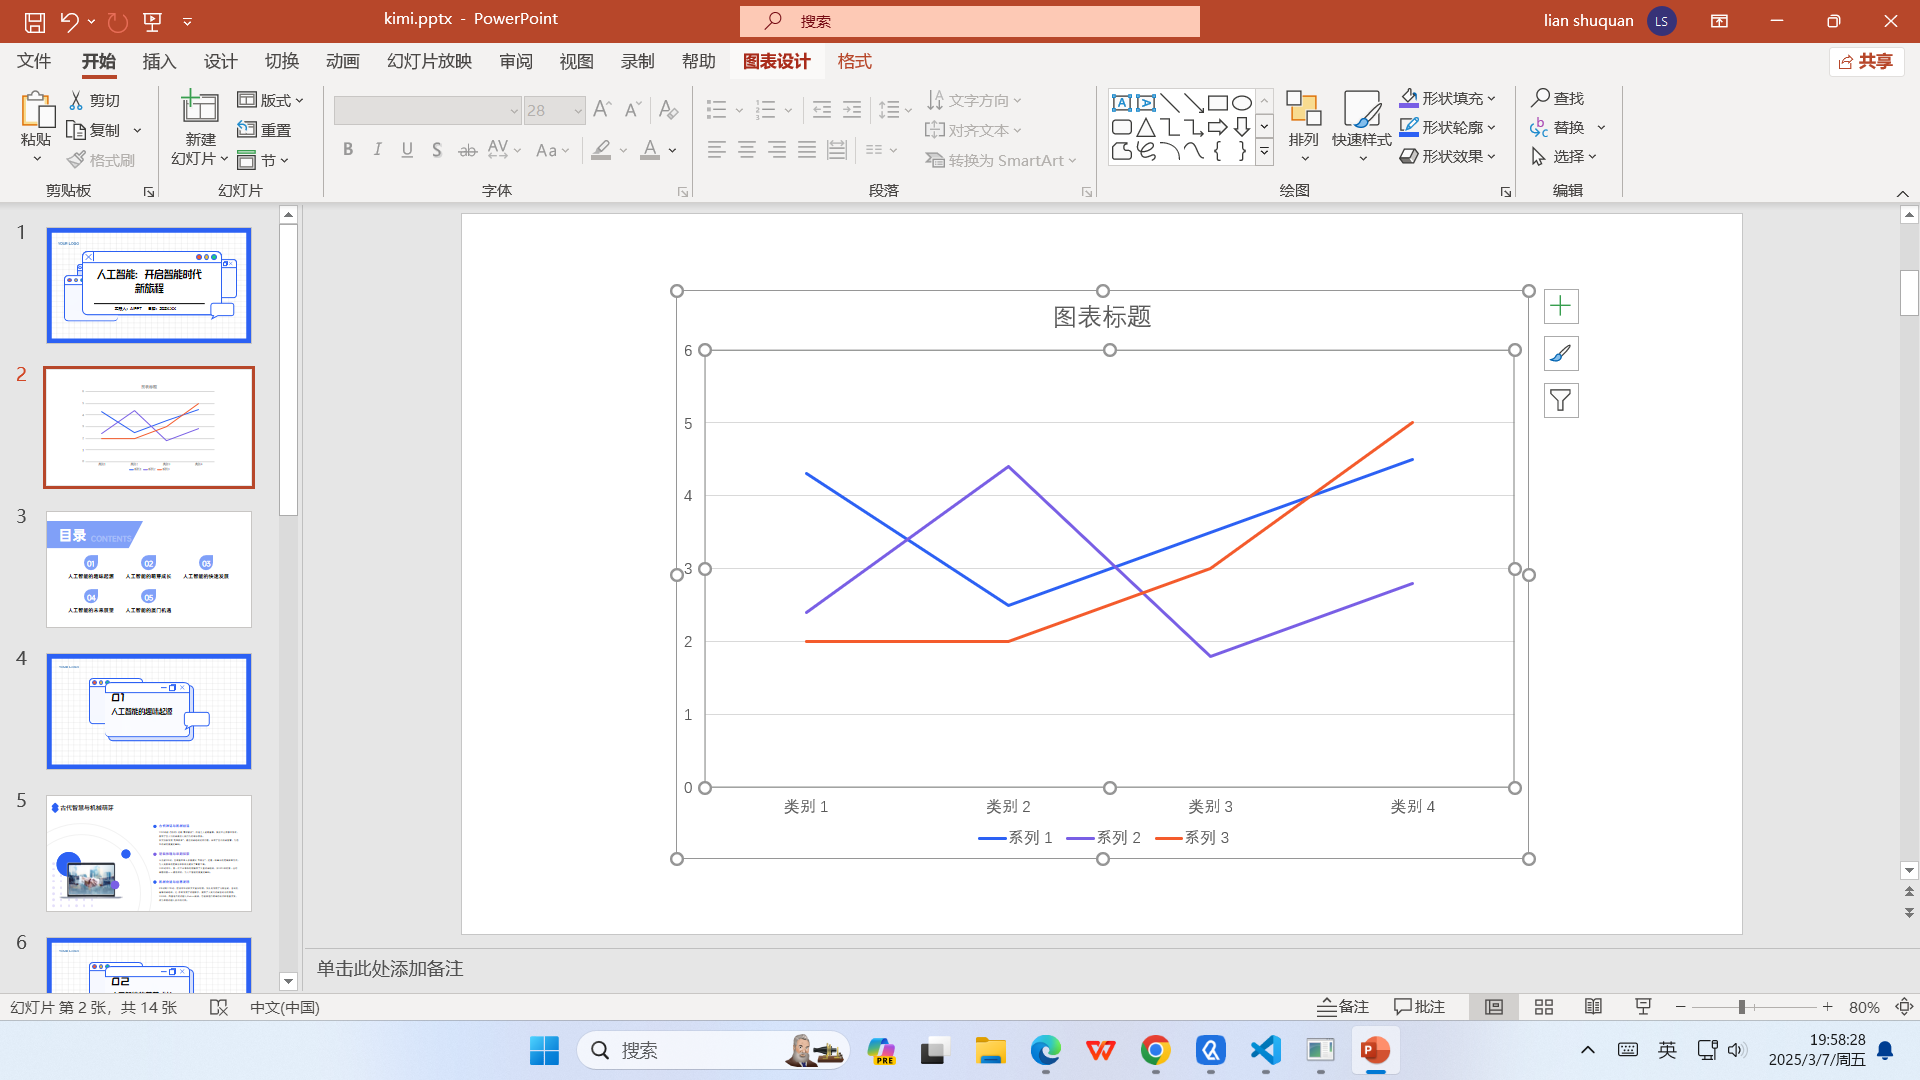 kimi.pptx - PowerPoint
搜索
lian shuquan
LS
文件 开始 插入 设计 切换 动画 幻灯片放映 审阅 视图 录制 帮助 图表设计 格式
共享
粘贴
剪切
复制
格式刷
剪贴板
新建
幻灯片
版式
重置
节
幻灯片
28
字体
文字方向
对齐文本
转换为 SmartArt
段落
排列
快速样式
形状填充
形状轮廓
形状效果
绘图
查找
替换
选择
编辑
1
YOUR LOGO
人工智能：开启智能时代
新旅程
2
图表标题
3
目录 CONTENTS
01 02 03
人工智能的趣味起源 人工智能的萌芽成长 人工智能的快速发展
04 05
人工智能的未来展望 人工智能的厦门机遇
4
01
人工智能的趣味起源
5
古代智慧与机械萌芽
6
02
图表标题
6
5
4
3
2
1
0
类别 1 类别 2 类别 3 类别 4
系列 1 系列 2 系列 3
单击此处添加备注
幻灯片 第 2 张，共 14 张
中文(中国)
备注
批注
80%
搜索
PRE
英
19:58:28
2025/3/7/周五